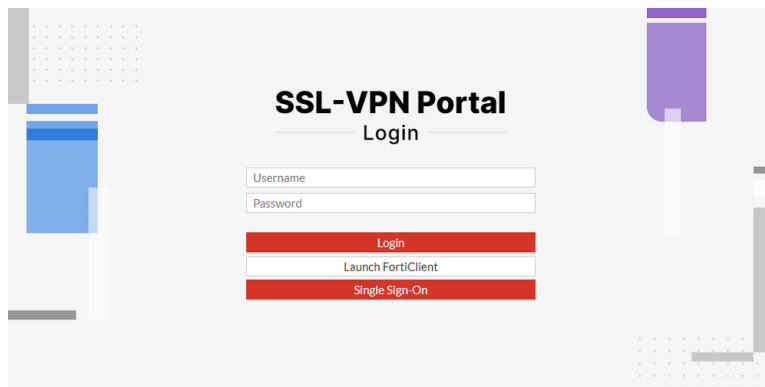 SSL-VPN Portal
Login
Username
Password
Login
Launch FortiClient
Single Sign-On